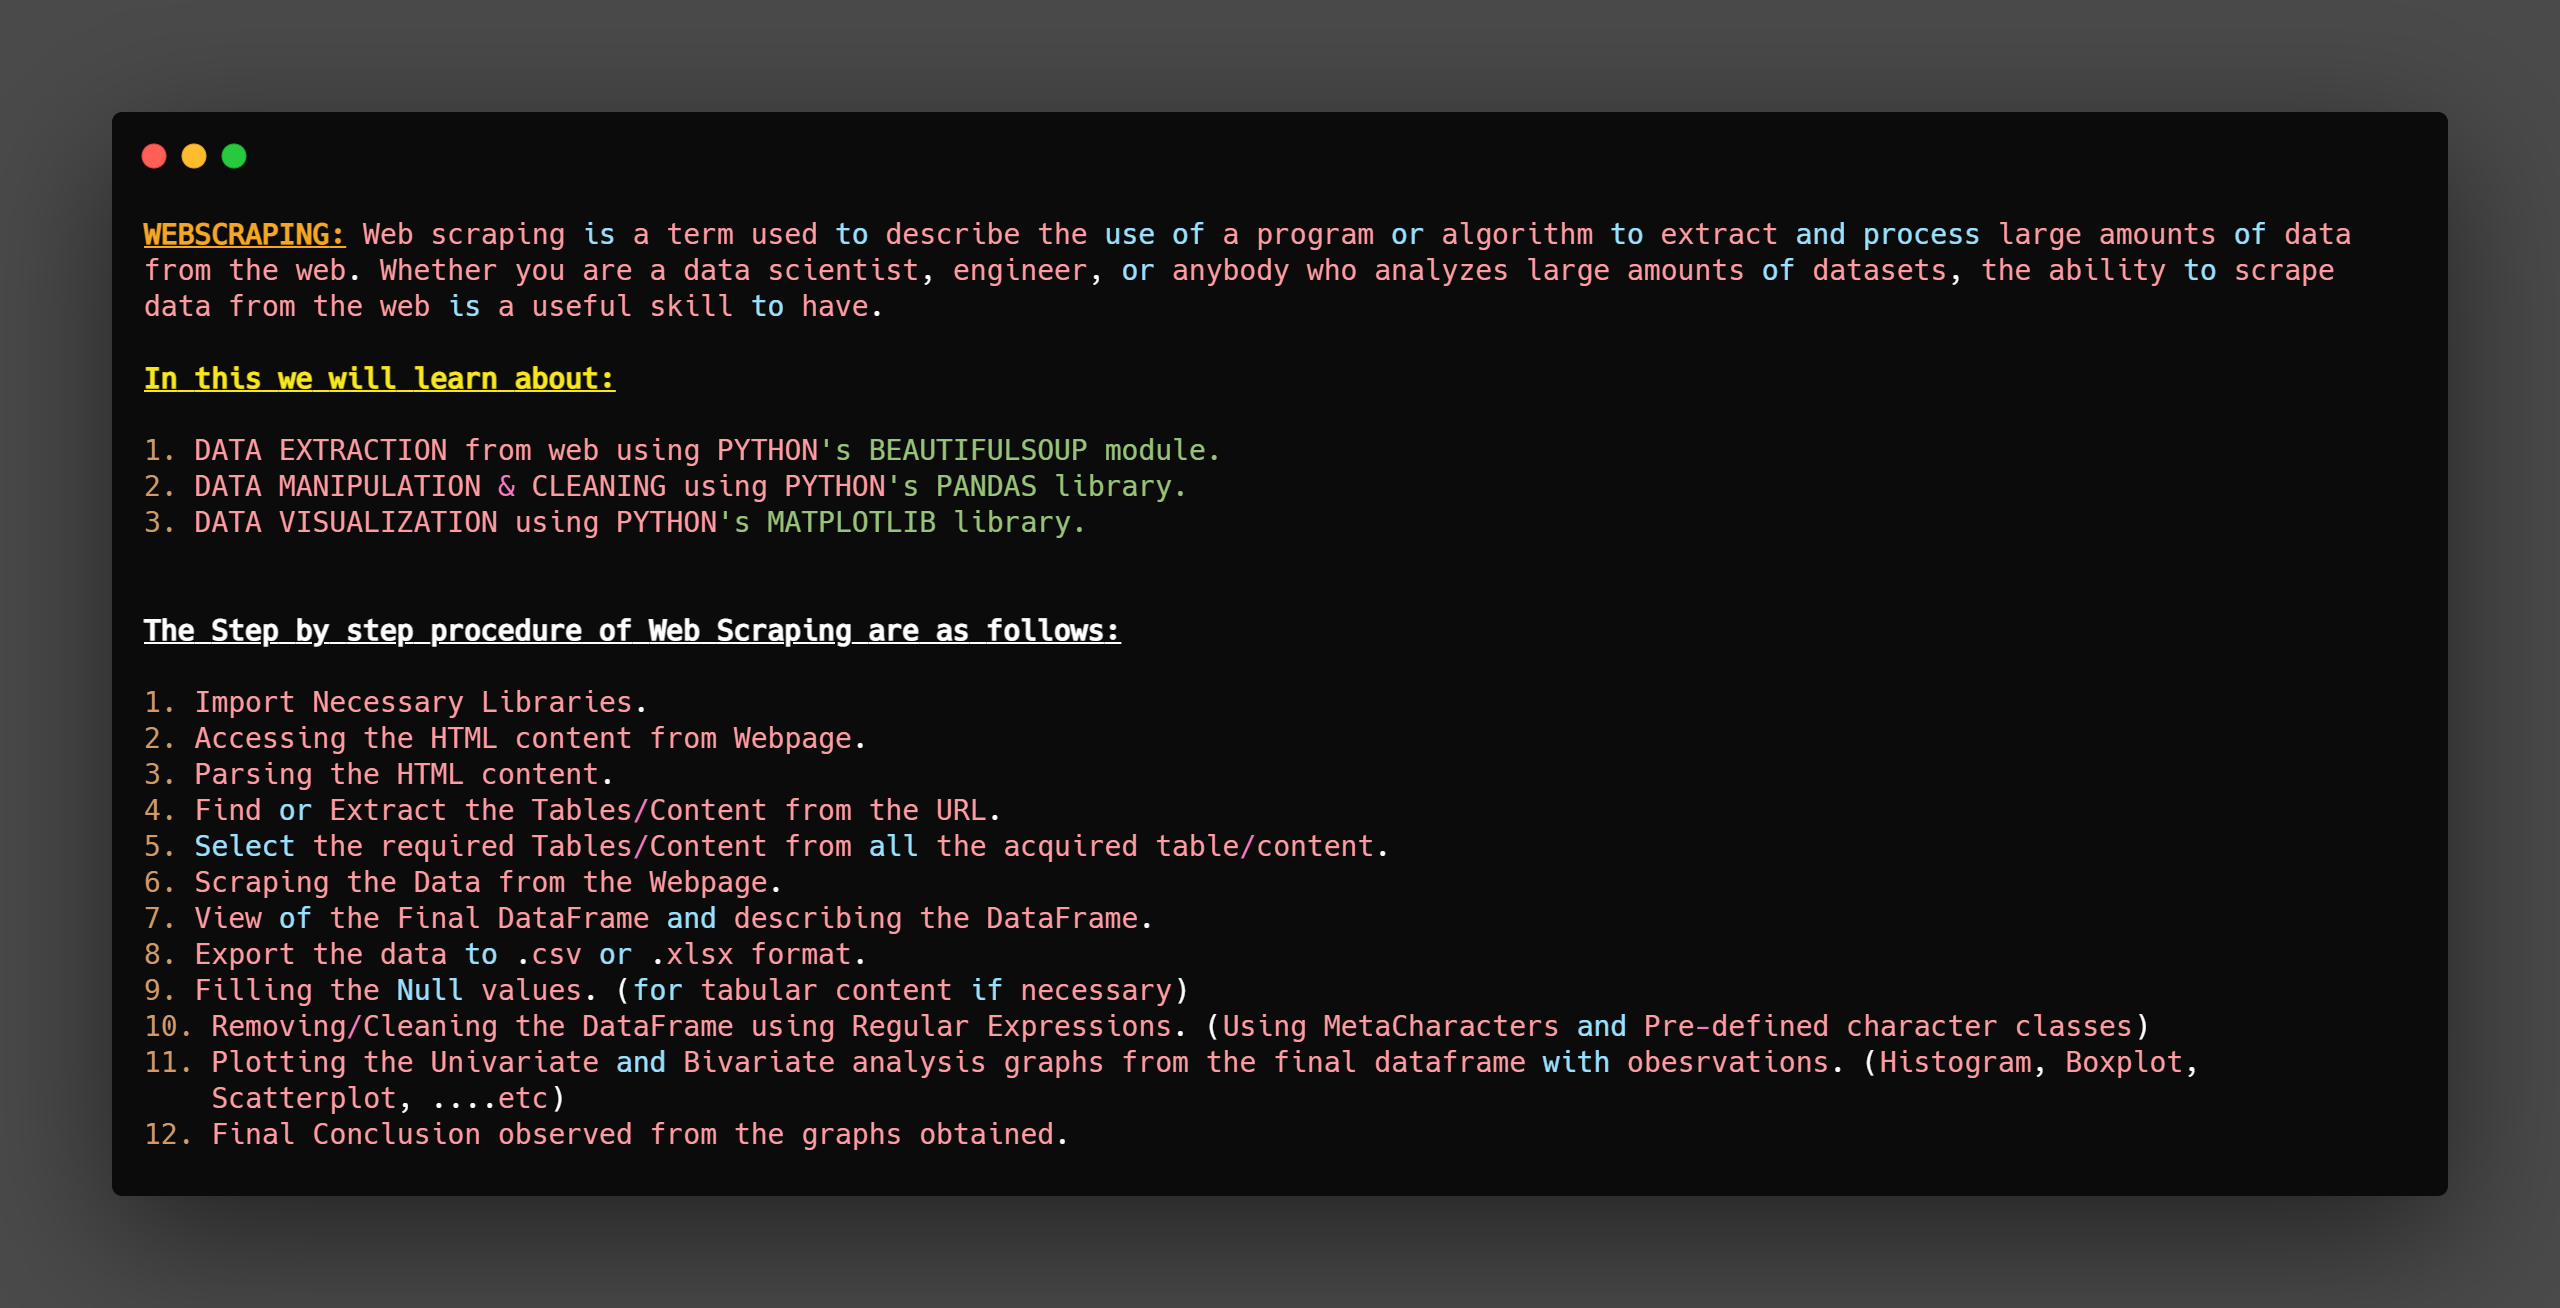 WEBSCRAPING: Web scraping is a term used to describe the use of a program or algorithm to extract and process large amounts of data
from the web. Whether you are a data scientist, engineer, or anybody who analyzes large amounts of datasets, the ability to scrape
data from the web is a useful skill to have.
In this we will learn about:
1. DATA EXTRACTION from web using PYTHON's BEAUTIFULSOUP module.
2. DATA MANIPULATION & CLEANING using PYTHON's PANDAS library.
3. DATA VISUALIZATION using PYTHON's MATPLOTLIB library.
The Step by step procedure of Web Scraping are as follows:
1. Import Necessary Libraries.
2. Accessing the HTML content from Webpage.
3. Parsing the HTML content.
4. Find or Extract the Tables/Content from the URL.
5. Select the required Tables/Content from all the acquired table/content.
6. Scraping the Data from the Webpage.
7. View of the Final DataFrame and describing the DataFrame.
8. Export the data to .csv or .xlsx format.
9. Filling the Null values. (for tabular content if necessary)
10. Removing/Cleaning the DataFrame using Regular Expressions. (Using MetaCharacters and Pre-defined character classes)
11. Plotting the Univariate and Bivariate analysis graphs from the final dataframe with obesrvations. (Histogram, Boxplot,
Scatterplot, ....etc)
12. Final Conclusion observed from the graphs obtained.